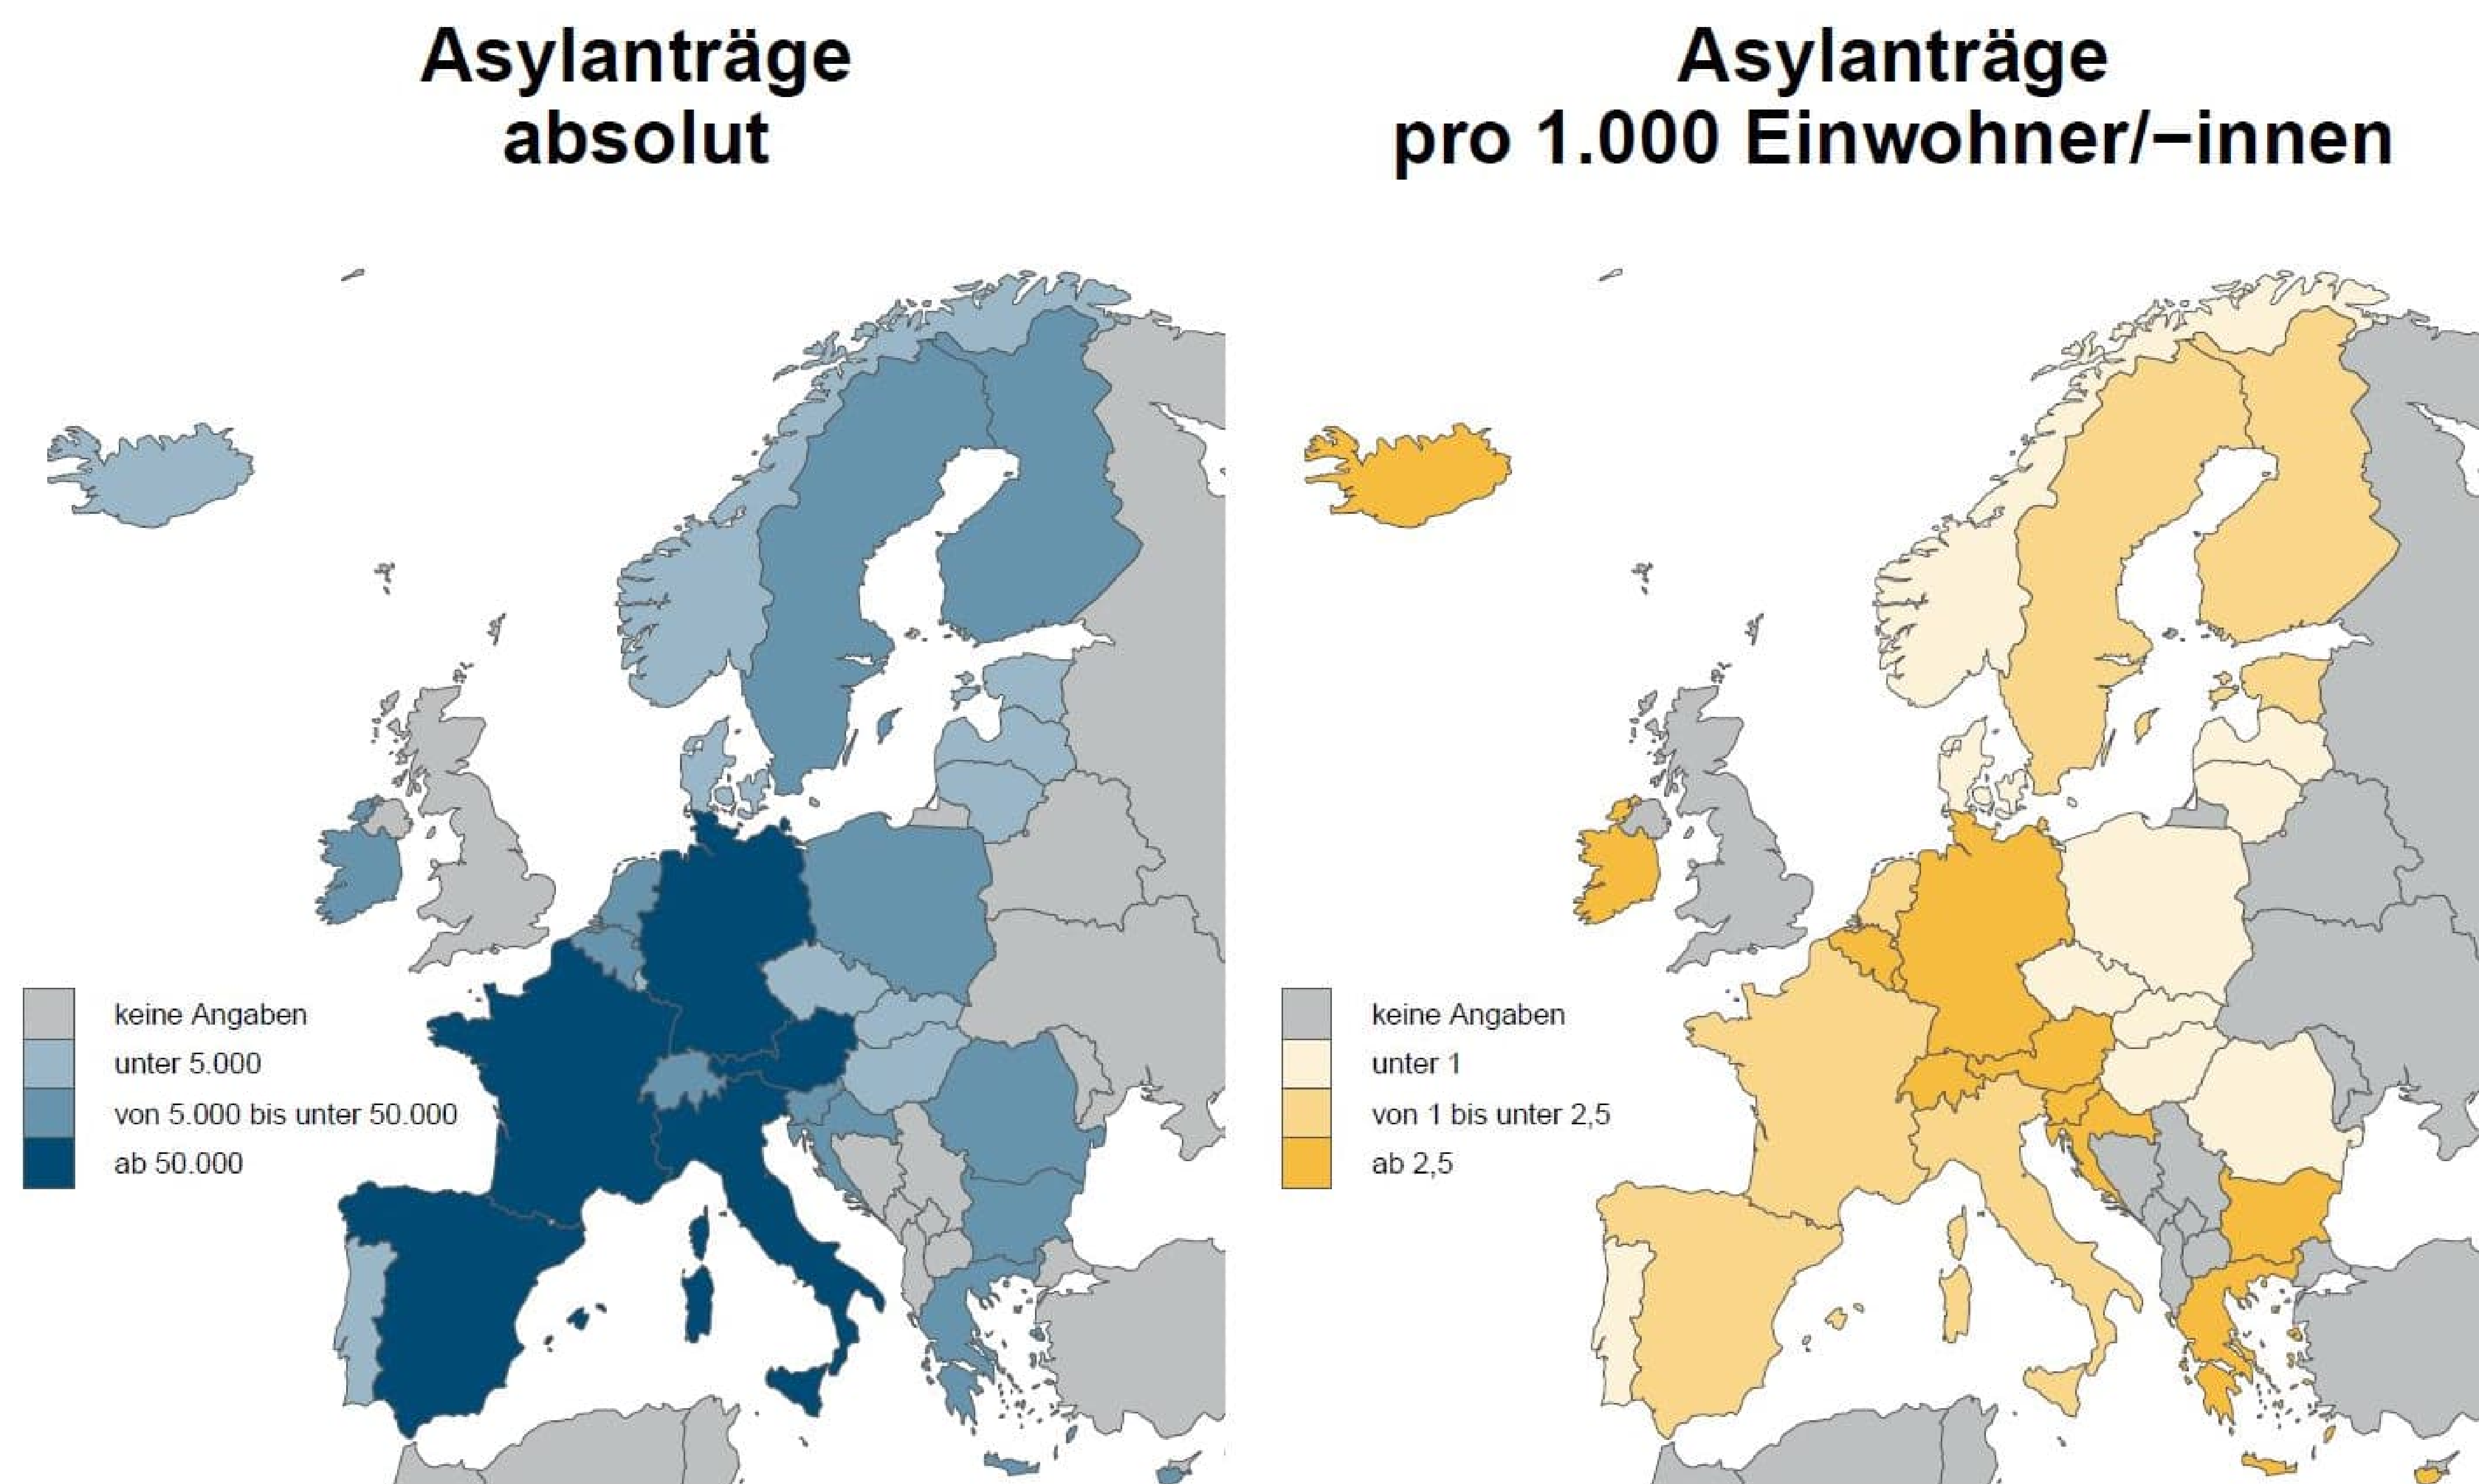 Asylanträge
absolut
keine Angaben
unter 5.000
von 5.000 bis unter 50.000
ab 50.000
Asylanträge
pro 1.000 Einwohner/−innen
keine Angaben
unter 1
von 1 bis unter 2,5
ab 2,5